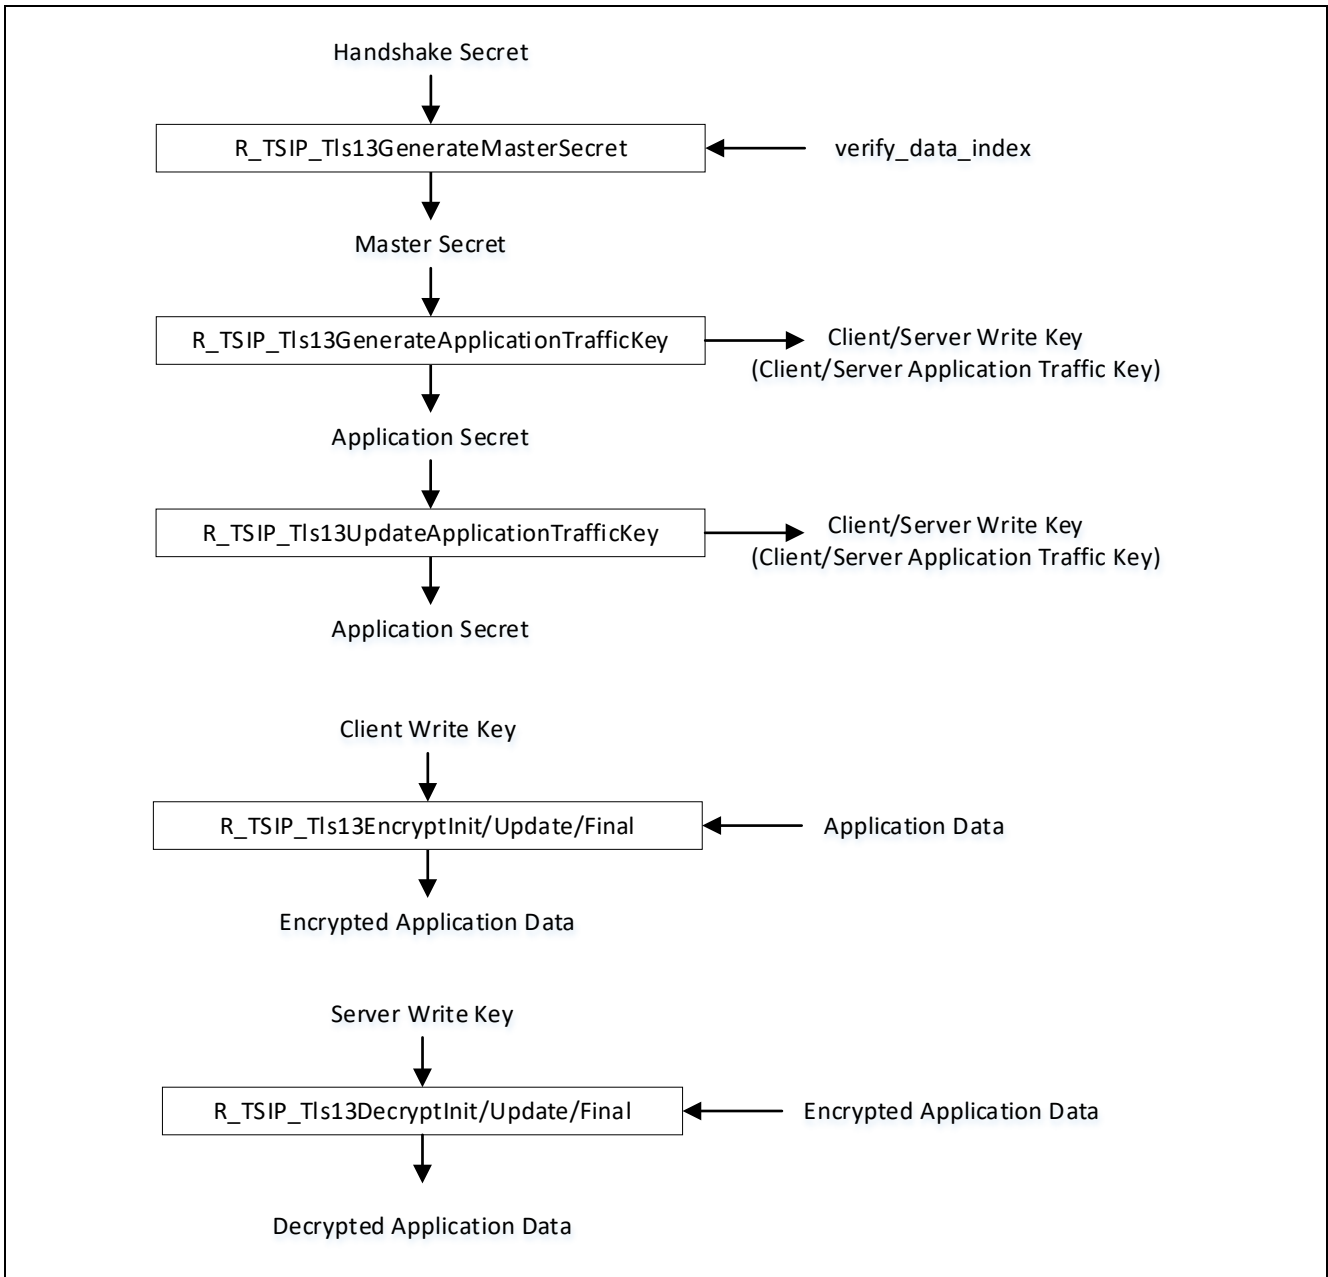 Handshake Secret
R_TSIP_Tls13GenerateMasterSecret
verify_data_index
Master Secret
R_TSIP_Tls13GenerateApplicationTrafficKey
Client/Server Write Key
(Client/Server Application Traffic Key)
Application Secret
R_TSIP_Tls13UpdateApplicationTrafficKey
Client/Server Write Key
(Client/Server Application Traffic Key)
Application Secret
Client Write Key
R_TSIP_Tls13EncryptInit/Update/Final
Application Data
Encrypted Application Data
Server Write Key
R_TSIP_Tls13DecryptInit/Update/Final
Encrypted Application Data
Decrypted Application Data